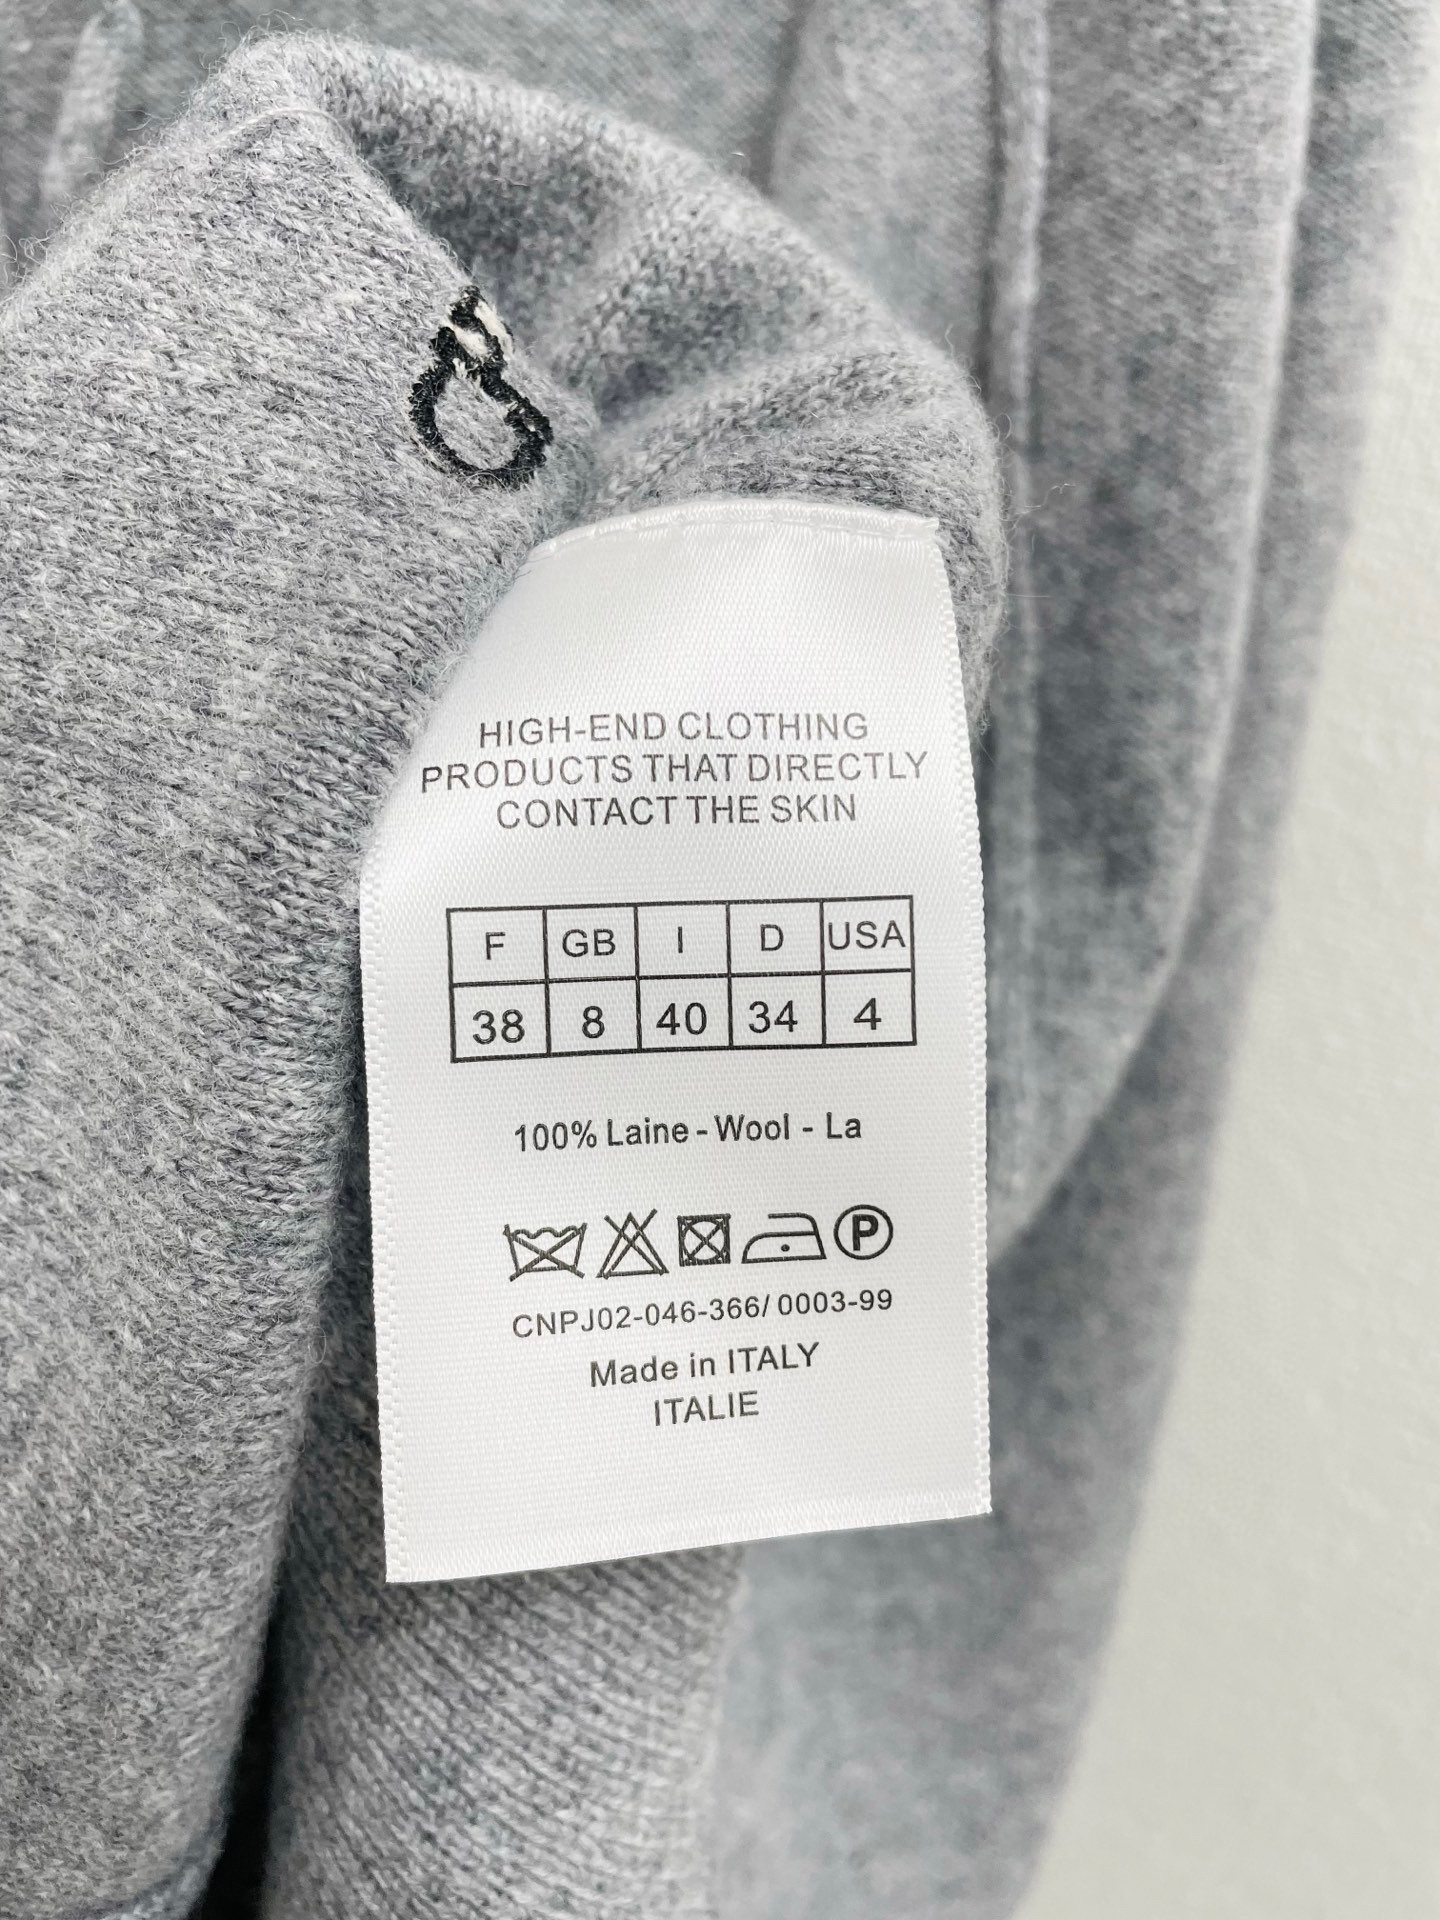 HIGH-END CLOTHING
PRODUCTS THAT DIRECTLY
CONTACT THE SKIN
F GB I D USA
38 8 40 34 4
100% Laine - Wool - La
P
CNPJ02-046-366/ 0003-99
Made in ITALY
ITALIE